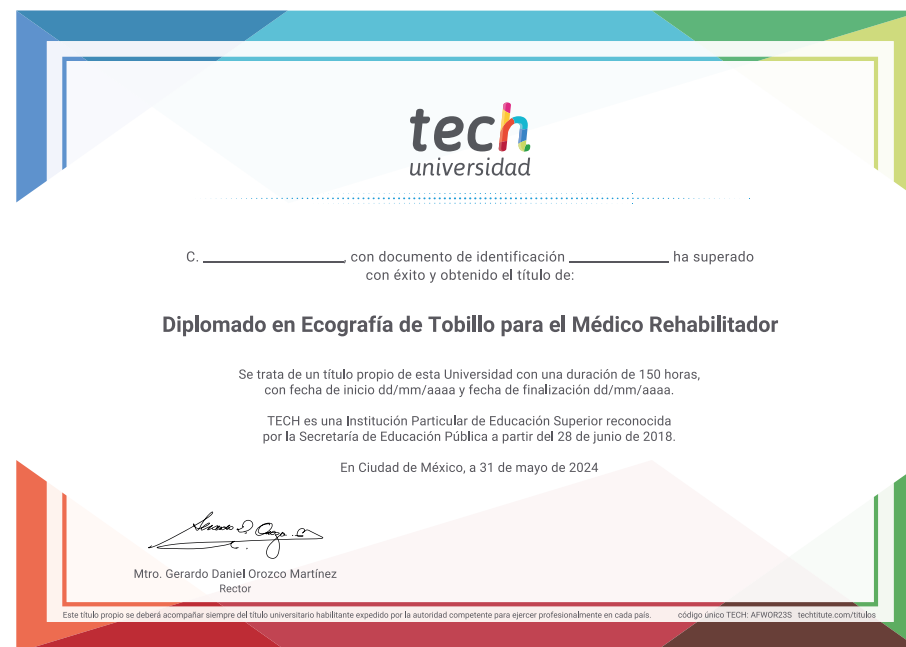 tech
universidad
C. ____________, con documento de identificación ____________ ha superado
con éxito y obtenido el título de:
Diplomado en Ecografía de Tobillo para el Médico Rehabilitador
Se trata de un título propio de esta Universidad con una duración de 150 horas,
con fecha de inicio dd/mm/aaaa y fecha de finalización dd/mm/aaaa.
TECH es una Institución Particular de Educación Superior reconocida
por la Secretaría de Educación Pública a partir del 28 de junio de 2018.
En Ciudad de México, a 31 de mayo de 2024
Mtro. Gerardo Daniel Orozco Martínez
Rector
Este título propio se deberá acompañar siempre del título universitario habilitante expedido por la autoridad competente para ejercer profesionalmente en cada país. código único TECH: AFWOR23S techtitute.com/titulos